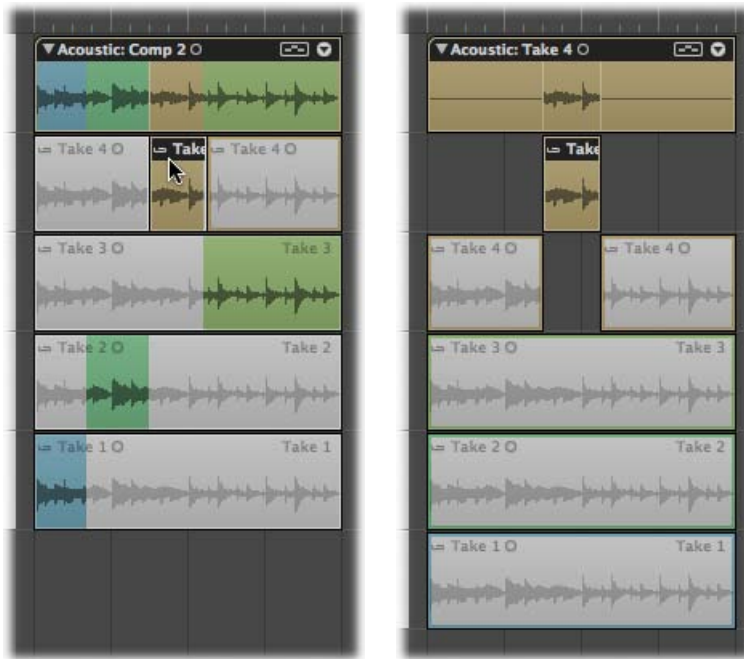 Acoustic: Comp 2
Take 4 Take Take 4
Take 3 Take 3
Take 2 Take 2
Take 1 Take 1
Acoustic: Take 4
Take
Take 4 Take 4
Take 3 Take 3
Take 2 Take 2
Take 1 Take 1